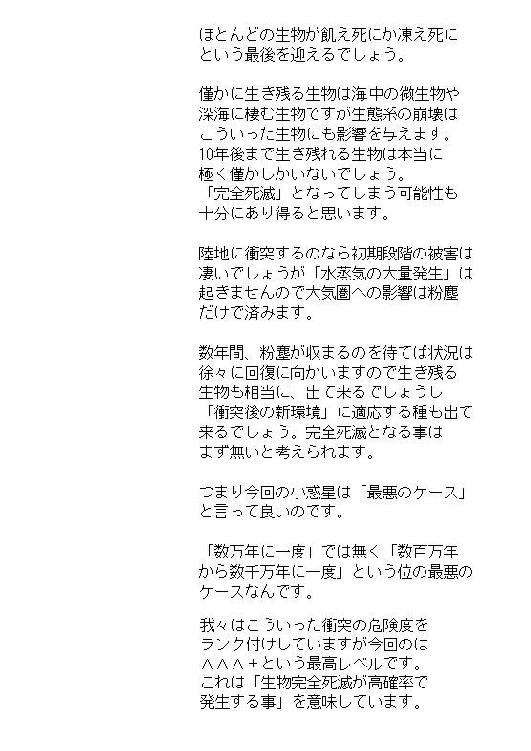 ほとんどの生物が飢え死にか凍え死に
という最後を迎えるでしょう。
僅かに生き残る生物は海中の微生物や
深海に棲む生物ですが生態系の崩壊は
こういった生物にも影響を与えます。
10年後まで生き残れる生物は本当に
極く僅かしかいないでしょう。
「完全死滅」となってしまう可能性も
十分にあり得ると思います。
陸地に衝突するのなら初期段階の被害は
凄いでしょうが「水蒸気の大量発生」は
起きませんので大気圏への影響は粉塵
だけで済みます。
数年間、粉塵が収まるのを待てば状況は
徐々に回復に向かいますので生き残る
生物も相当に、出て来るでしょうし
「衝突後の新環境」に適応する種も出て
来るでしょう。完全死滅となる事は
まず無いと考えられます。
つまり今回の小惑星は「最悪のケース」
と言って良いのです。
「数万年に一度」では無く「数百万年
から数千万年に一度」という位の最悪の
ケースなんです。
我々はこういった衝突の危険度を
ランク付けしていますが今回のは
AAA+という最高レベルです。
これは「生物完全死滅が高確率で
発生する事」を意味しています。